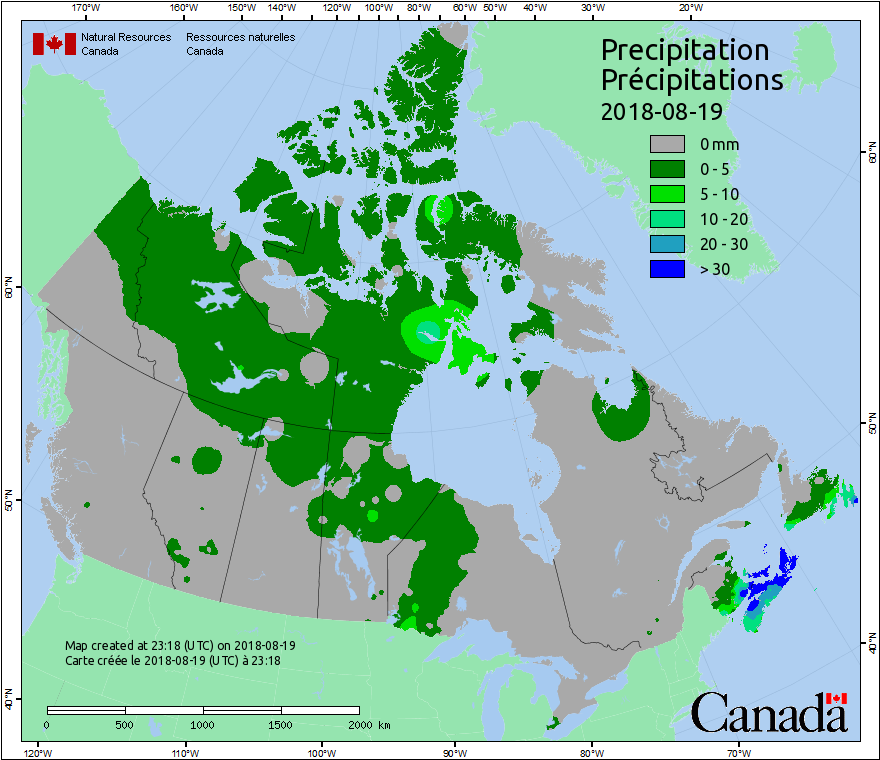 170°W 160°W 150°W 140°W 130°W 120°W 110°W 100°W 90°W 80°W 70°W 60°W 50°W 40°W 30°W 20°W
Natural Resources Canada
Ressources naturelles Canada
Precipitation
Précipitations
2018-08-19
0 mm
0 - 5
5 - 10
10 - 20
20 - 30
> 30
60°N
60°N
50°N
50°N
40°N
40°N
Map created at 23:18 (UTC) on 2018-08-19
Carte créée le 2018-08-19 (UTC) à 23:18
0 500 1000 1500 2000 km
Canada
120°W 110°W 100°W 90°W 80°W 70°W